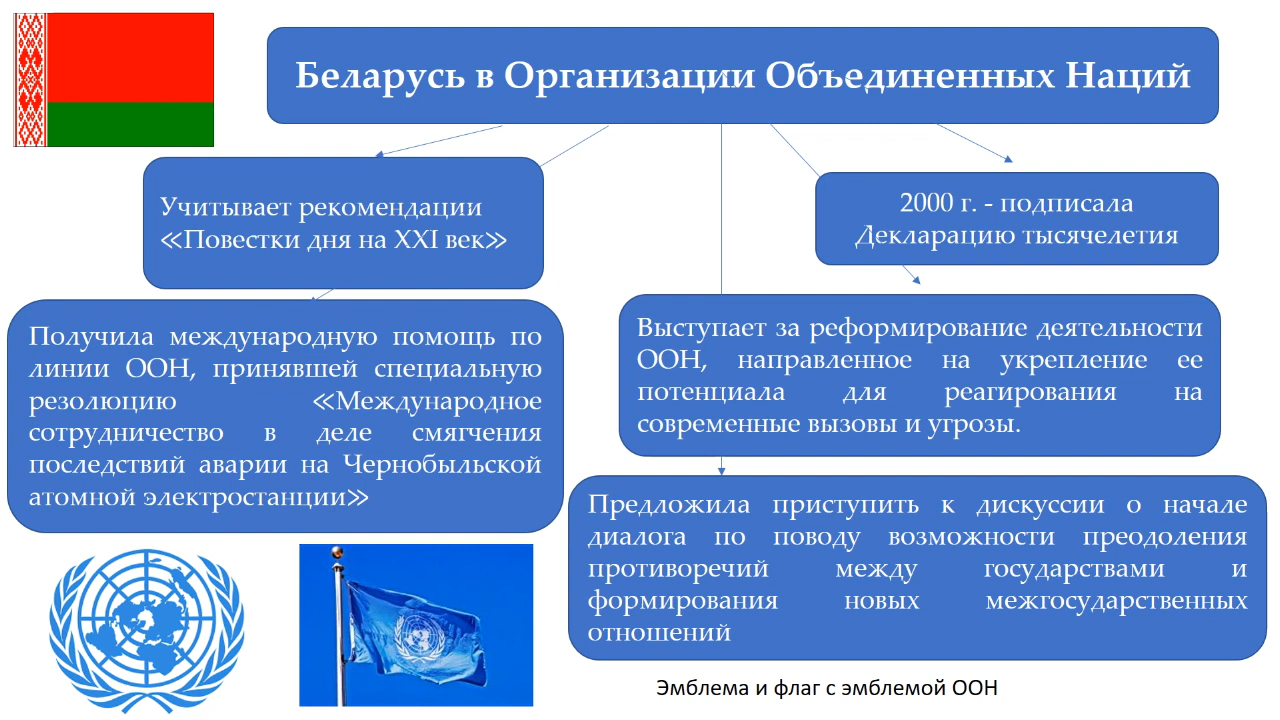 Беларусь в Организации Объединенных Наций
Учитывает рекомендации
≪Повестки дня на XXI век≫
2000 г. - подписала
Декларацию тысячелетия
Получила международную помощь по
линии ООН, принявшей специальную
резолюцию ≪Международное
сотрудничество в деле смягчения
последствий аварии на Чернобыльской
атомной электростанции≫
Выступает за реформирование деятельности
ООН, направленное на укрепление ее
потенциала для реагирования на
современные вызовы и угрозы.
Предложила приступить к дискуссии о начале
диалога по поводу возможности преодоления
противоречий между государствами и
формирования новых межгосударственных
отношений
Эмблема и флаг с эмблемой ООН